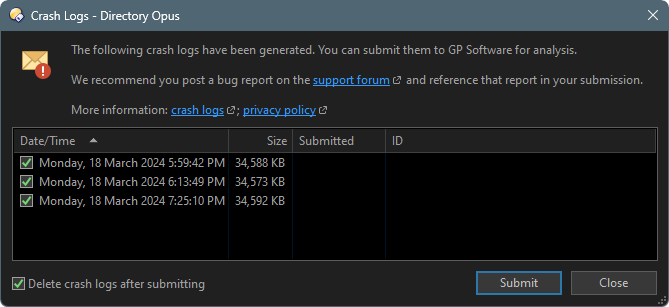 Crash Logs - Directory Opus
The following crash logs have been generated. You can submit them to GP Software for analysis.
We recommend you post a bug report on the support forum and reference that report in your submission.
More information: crash logs ; privacy policy
Date/Time Size Submitted ID
Monday, 18 March 2024 5:59:42 PM 34,588 KB
Monday, 18 March 2024 6:13:49 PM 34,573 KB
Monday, 18 March 2024 7:25:10 PM 34,592 KB
Delete crash logs after submitting Submit Close